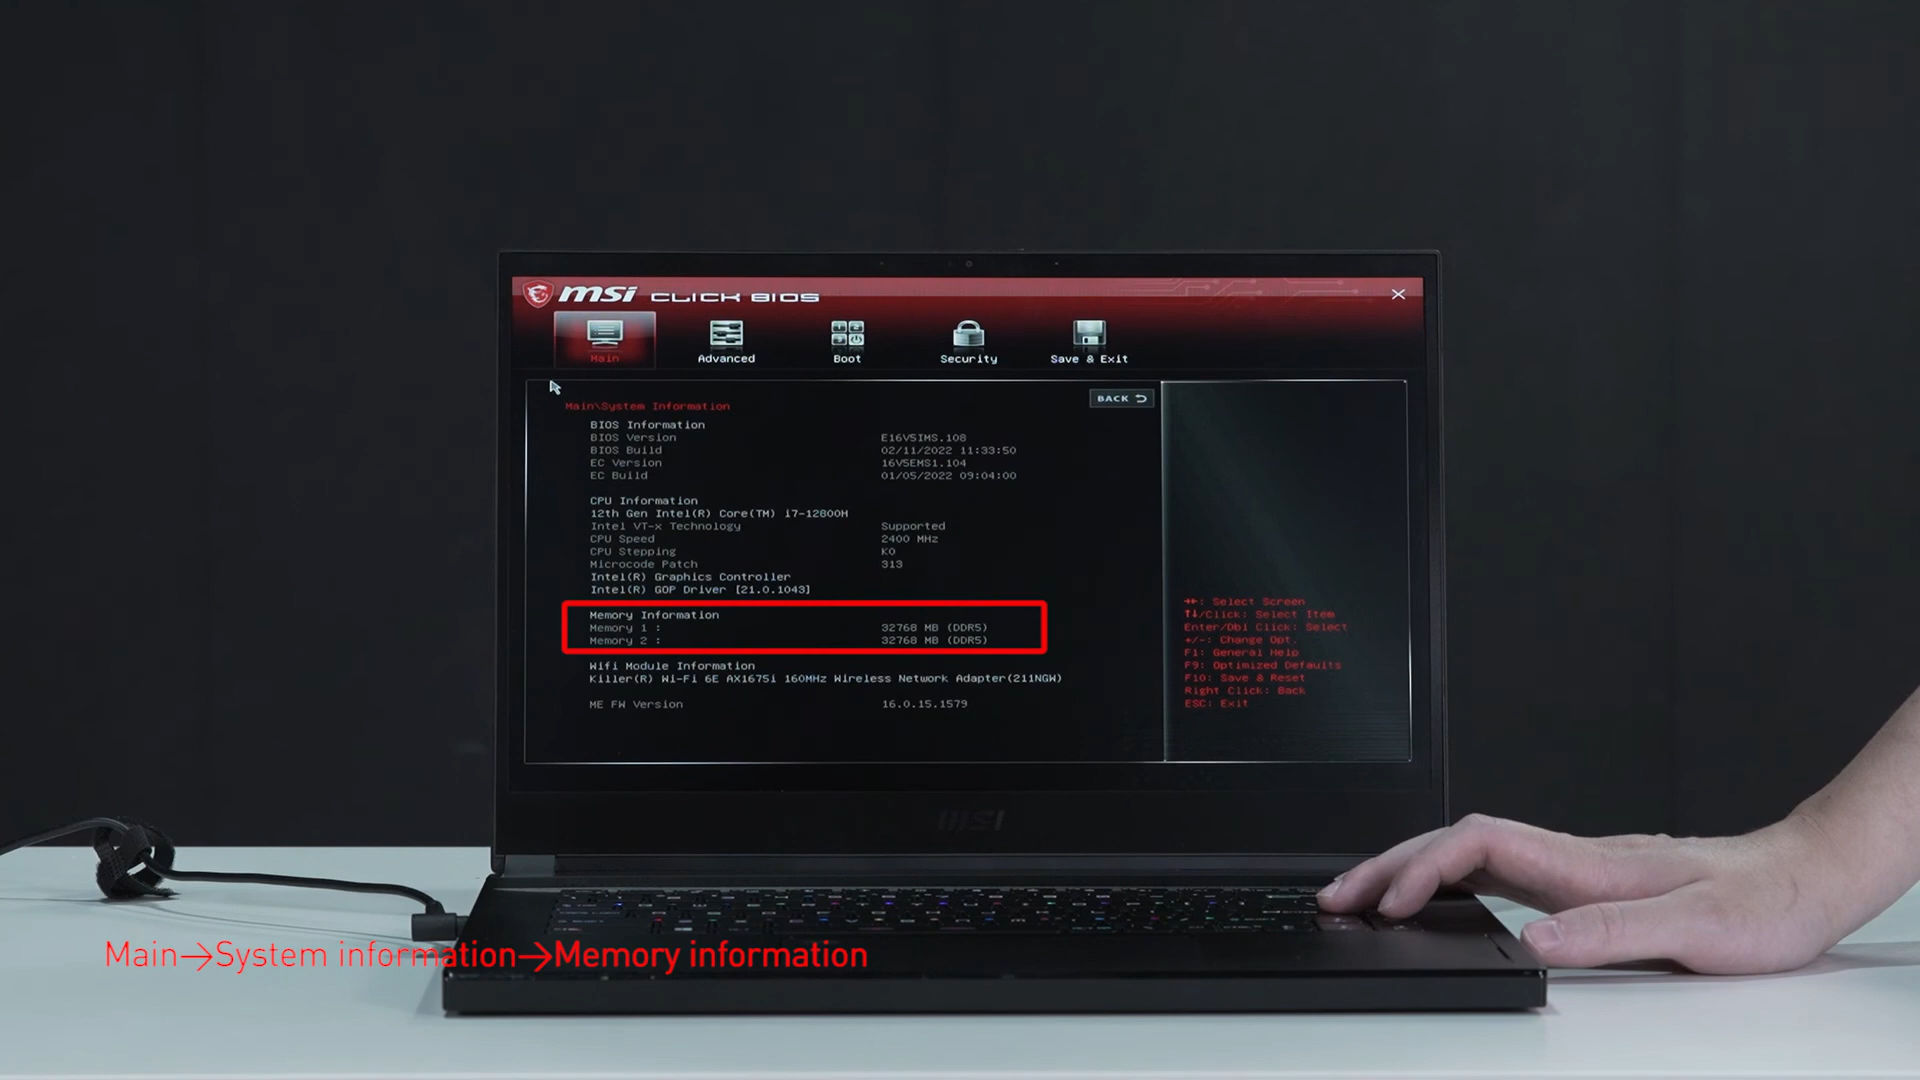 msi CLICK BIOS
Main
Advanced
Boot
Security
Save & Exit
Main\System Information
BACK
BIOS Information
BIOS Version E16V5IMS.108
BIOS Build 02/11/2022 11:33:50
EC Version 16V5EMS1.104
EC Build 01/05/2022 09:04:00
CPU Information
12th Gen Intel(R) Core(TM) i7-12800H
Intel VT-x Technology Supported
CPU Speed 2400 MHz
CPU Stepping K0
Microcode Patch 313
Intel(R) Graphics Controller
Intel(R) GOP Driver [21.0.1043]
Memory Information
Memory 1 : 32768 MB (DDR5)
Memory 2 : 32768 MB (DDR5)
Wifi Module Information
Killer(R) Wi-Fi 6E AX1675i 160MHz Wireless Network Adapter(211NGW)
ME FW Version 16.0.15.1579
→←: Select Screen
↑↓/Click: Select Item
Enter/Dbl Click: Select
+/-: Change Opt.
F1: General Help
F9: Optimized Defaults
F10: Save & Reset
Right Click: Back
ESC: Exit
msi
Main→System information→Memory information